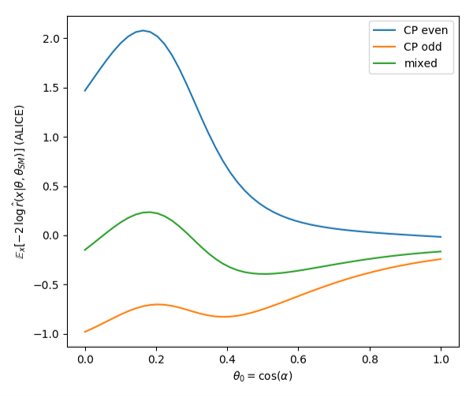 CP even
CP odd
mixed
2.0
1.5
1.0
0.5
0.0
−0.5
−1.0
𝔼ₓ[−2 log r̂(x|θ, θ_SM)] (ALICE)
0.0 0.2 0.4 0.6 0.8 1.0
θ₀ = cos(α)